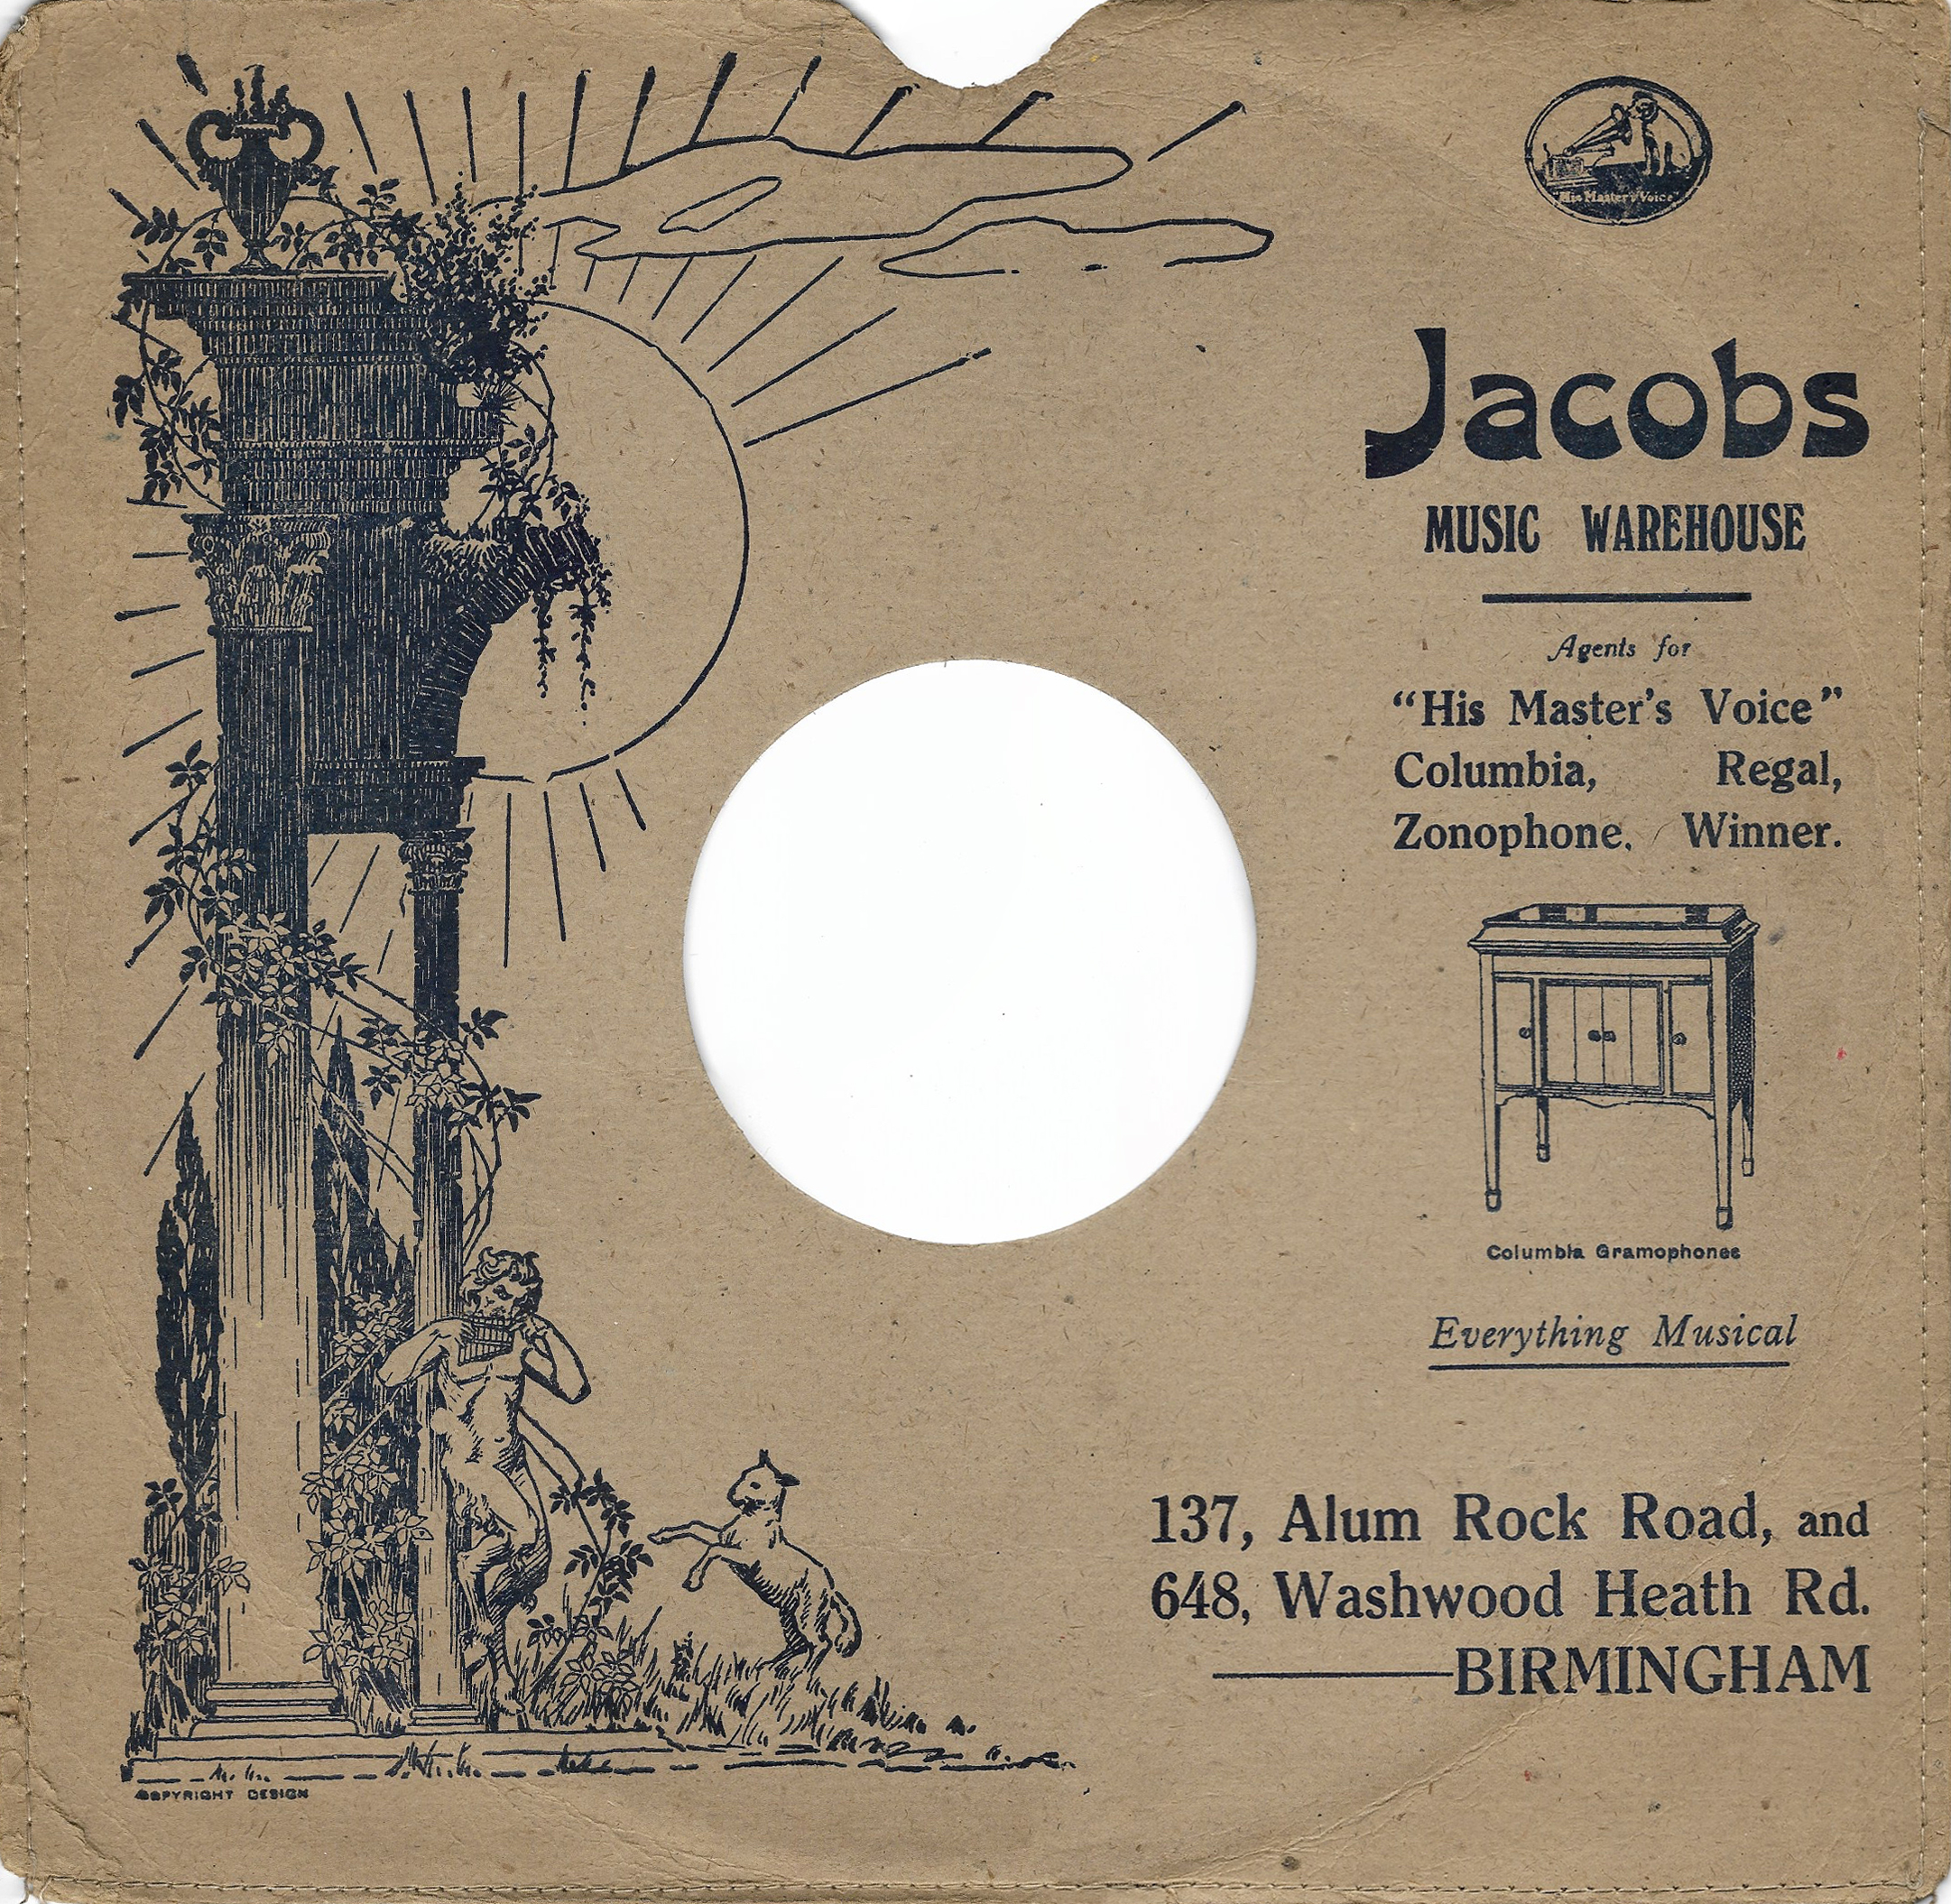 His Master's Voice
Jacobs
MUSIC WAREHOUSE
Agents for
“His Master's Voice”
Columbia, Regal,
Zonophone, Winner.
Columbia Gramophones
Everything Musical
137, Alum Rock Road, and
648, Washwood Heath Rd.
BIRMINGHAM
COPYRIGHT DESIGN